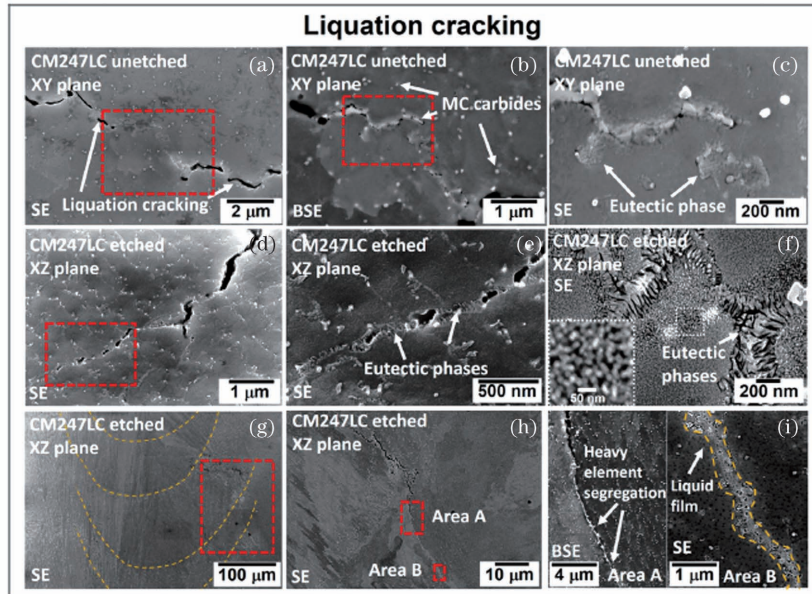 Liquation cracking
CM247LC unetched (a)
XY plane
Liquation cracking
SE
2 μm
CM247LC unetched (b)
XY plane
MC carbides
BSE
1 μm
CM247LC unetched (c)
XY plane
Eutectic phase
SE
200 nm
CM247LC etched (d)
XZ plane
SE
1 μm
CM247LC etched (e)
XZ plane
Eutectic phases
SE
500 nm
CM247LC etched (f)
XZ plane
SE
Eutectic
phases
50 nm
200 nm
CM247LC etched (g)
XZ plane
SE
100 μm
CM247LC etched (h)
XZ plane
Area A
Area B
SE
10 μm
(i)
Heavy
element
segregation
BSE
4 μm
Area A
Liquid
film
SE
1 μm
Area B